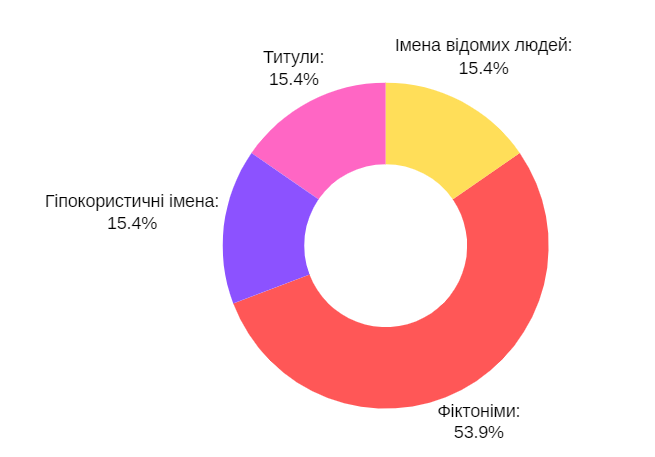 Імена відомих людей:
15.4%
Титули:
15.4%
Гіпокористичні імена:
15.4%
Фіктоніми:
53.9%